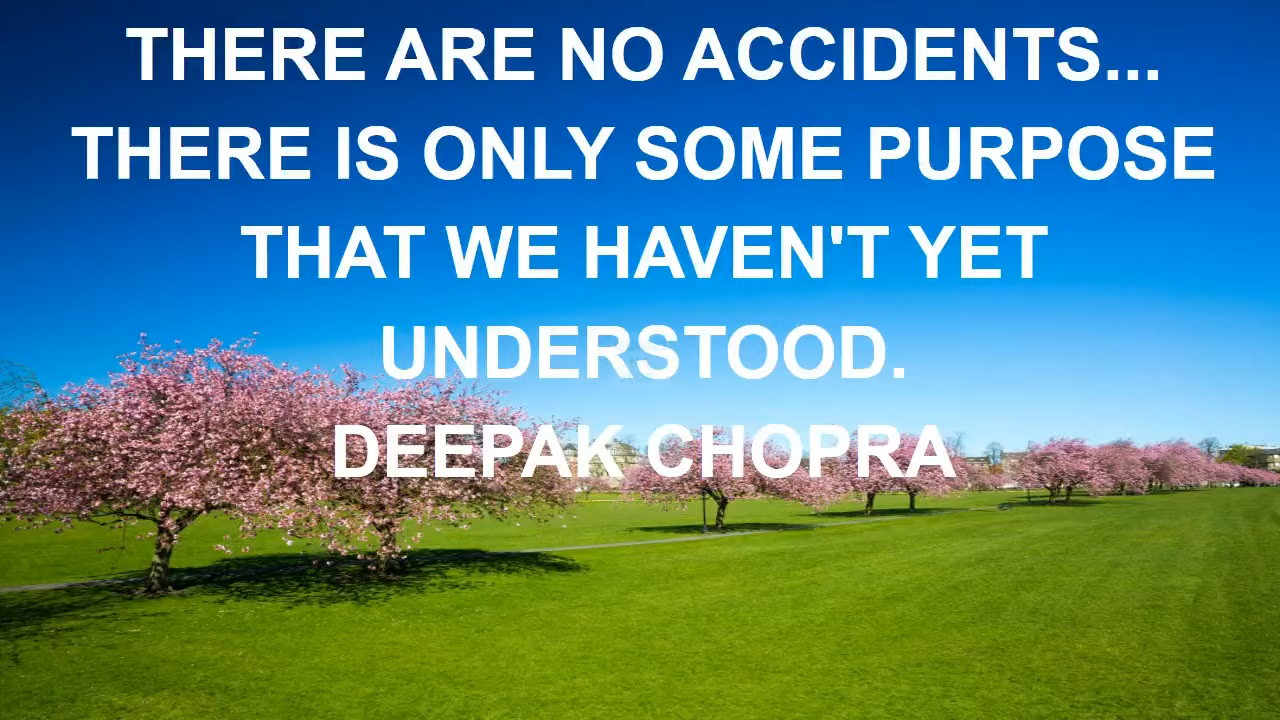 THERE ARE NO ACCIDENTS...
THERE IS ONLY SOME PURPOSE
THAT WE HAVEN'T YET
UNDERSTOOD.
DEEPAK CHOPRA